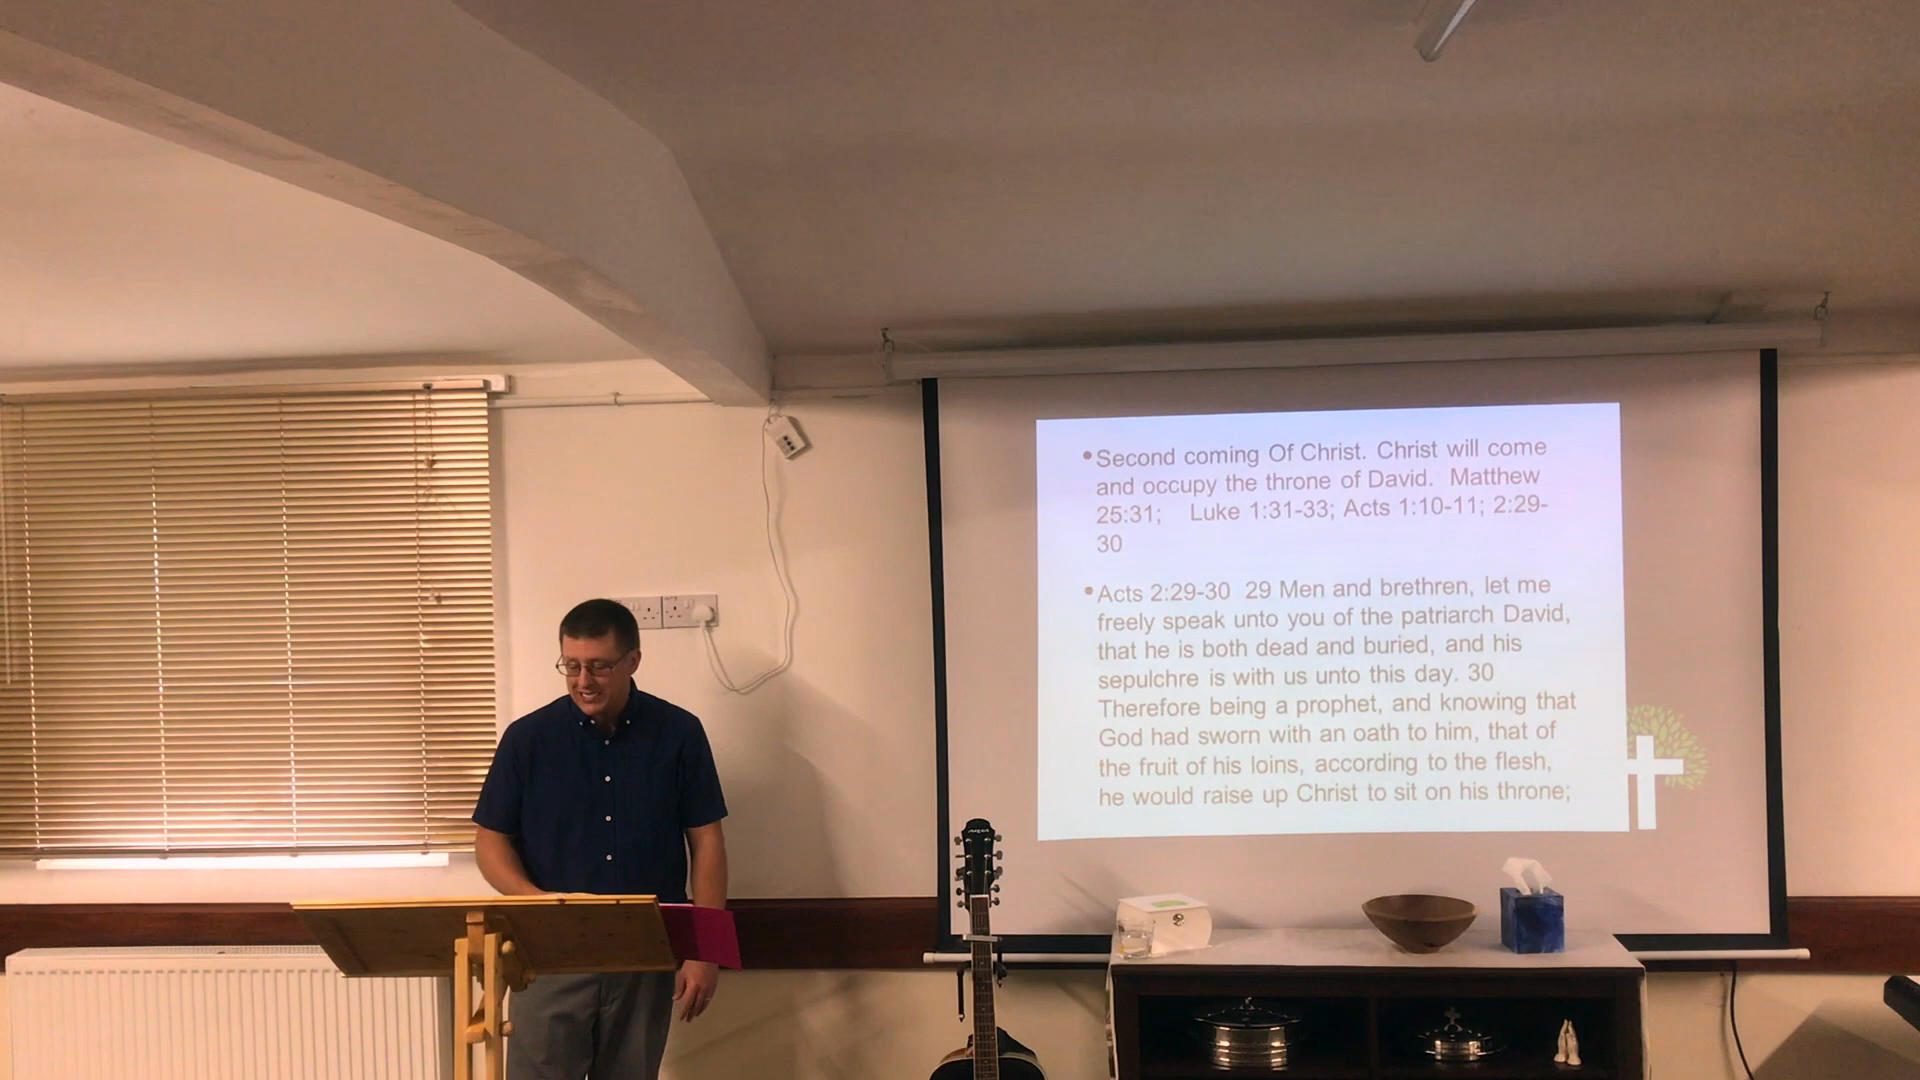 •Second coming Of Christ. Christ will come
and occupy the throne of David. Matthew
25:31; Luke 1:31-33; Acts 1:10-11; 2:29-
30
•Acts 2:29-30 29 Men and brethren, let me
freely speak unto you of the patriarch David,
that he is both dead and buried, and his
sepulchre is with us unto this day. 30
Therefore being a prophet, and knowing that
God had sworn with an oath to him, that of
the fruit of his loins, according to the flesh,
he would raise up Christ to sit on his throne;